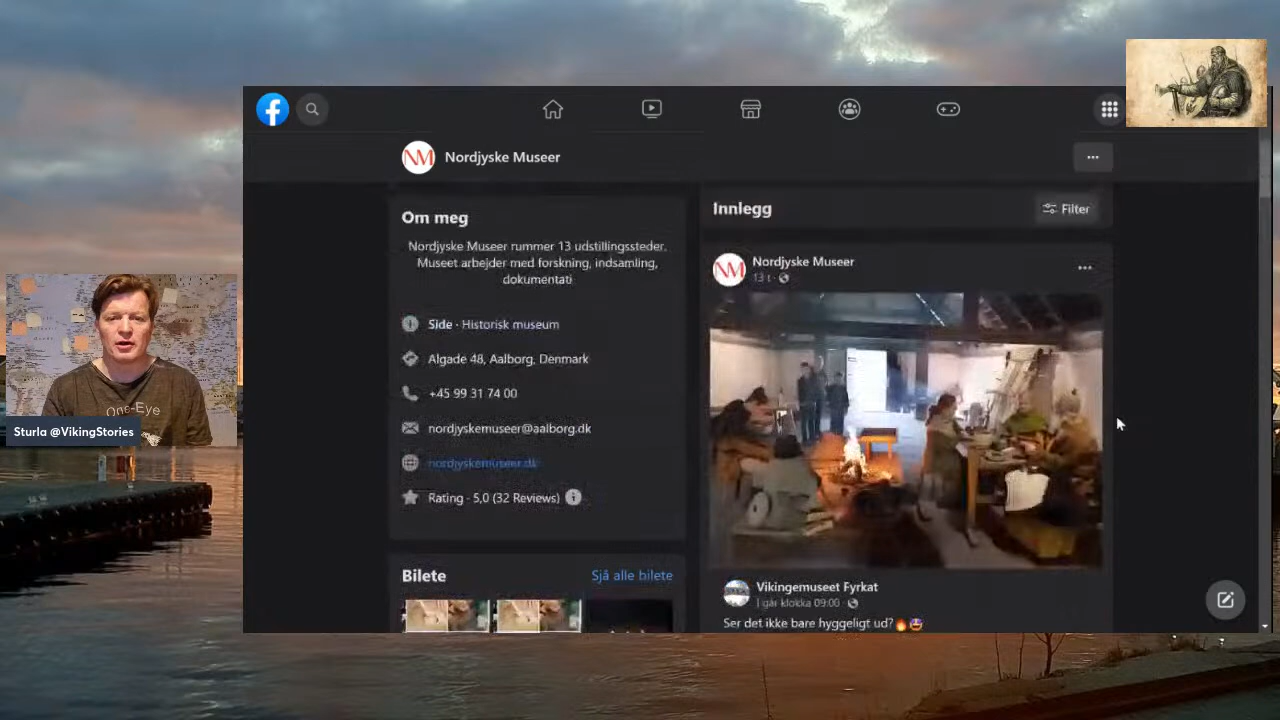 NM Nordjyske Museer
Om meg
Nordjyske Museer rummer 13 udstillingssteder.
Museet arbejder med forskning, indsamling,
dokumentati
Side · Historisk museum
Algade 48, Aalborg, Denmark
+45 99 31 74 00
nordjyskemuseer@aalborg.dk
nordjyskemuseer.dk
Rating · 5,0 (32 Reviews)
Bilete
Sjå alle bilete
Innlegg
Filter
NM Nordjyske Museer
13 t ·
Vikingemuseet Fyrkat
I går klokka 09:00 ·
Ser det ikke bare hyggeligt ud?🔥🤩
One-Eye
Sturla @VikingStories